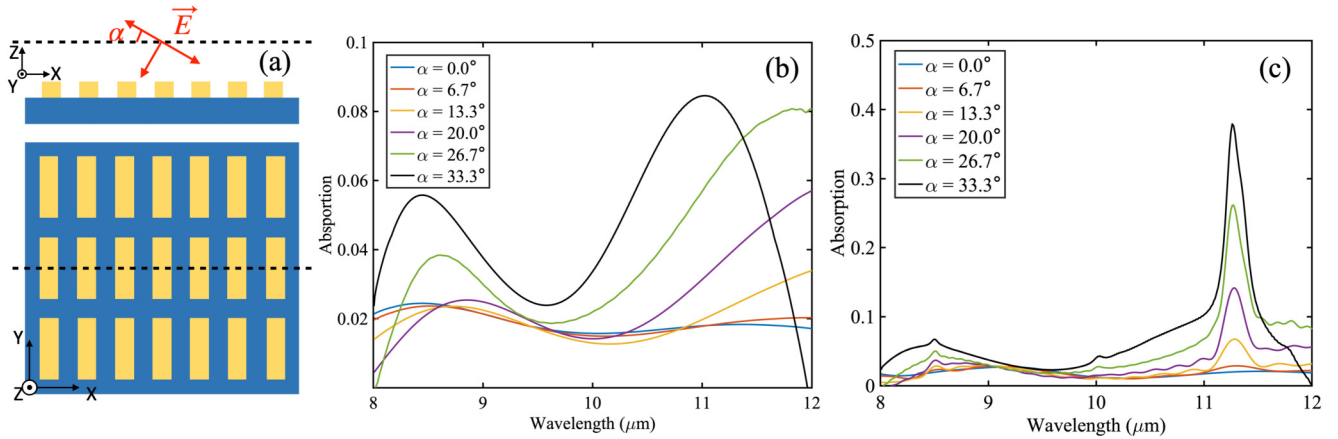 (a)
α
E
Z
Y
X
Y
Z
X
(b)
0.1
0.08
0.06
0.04
0.02
Absportion
α = 0.0°
α = 6.7°
α = 13.3°
α = 20.0°
α = 26.7°
α = 33.3°
8 9 10 11 12
Wavelength (μm)
(c)
0.5
0.4
0.3
0.2
0.1
0
Absorption
α = 0.0°
α = 6.7°
α = 13.3°
α = 20.0°
α = 26.7°
α = 33.3°
8 9 10 11 12
Wavelength (μm)